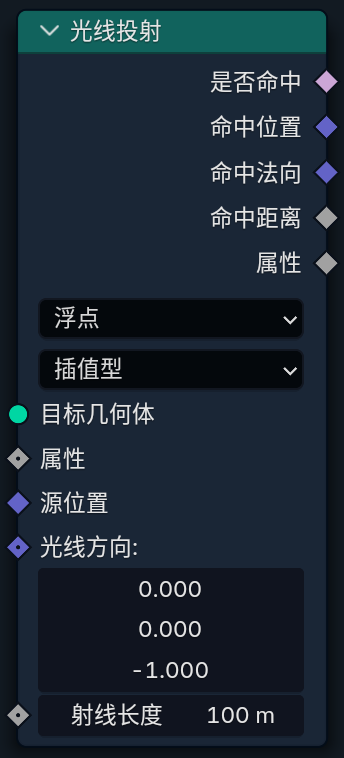 光线投射
是否命中
命中位置
命中法向
命中距离
属性
浮点
插值型
目标几何体
属性
源位置
光线方向:
0.000
0.000
-1.000
射线长度 100 m